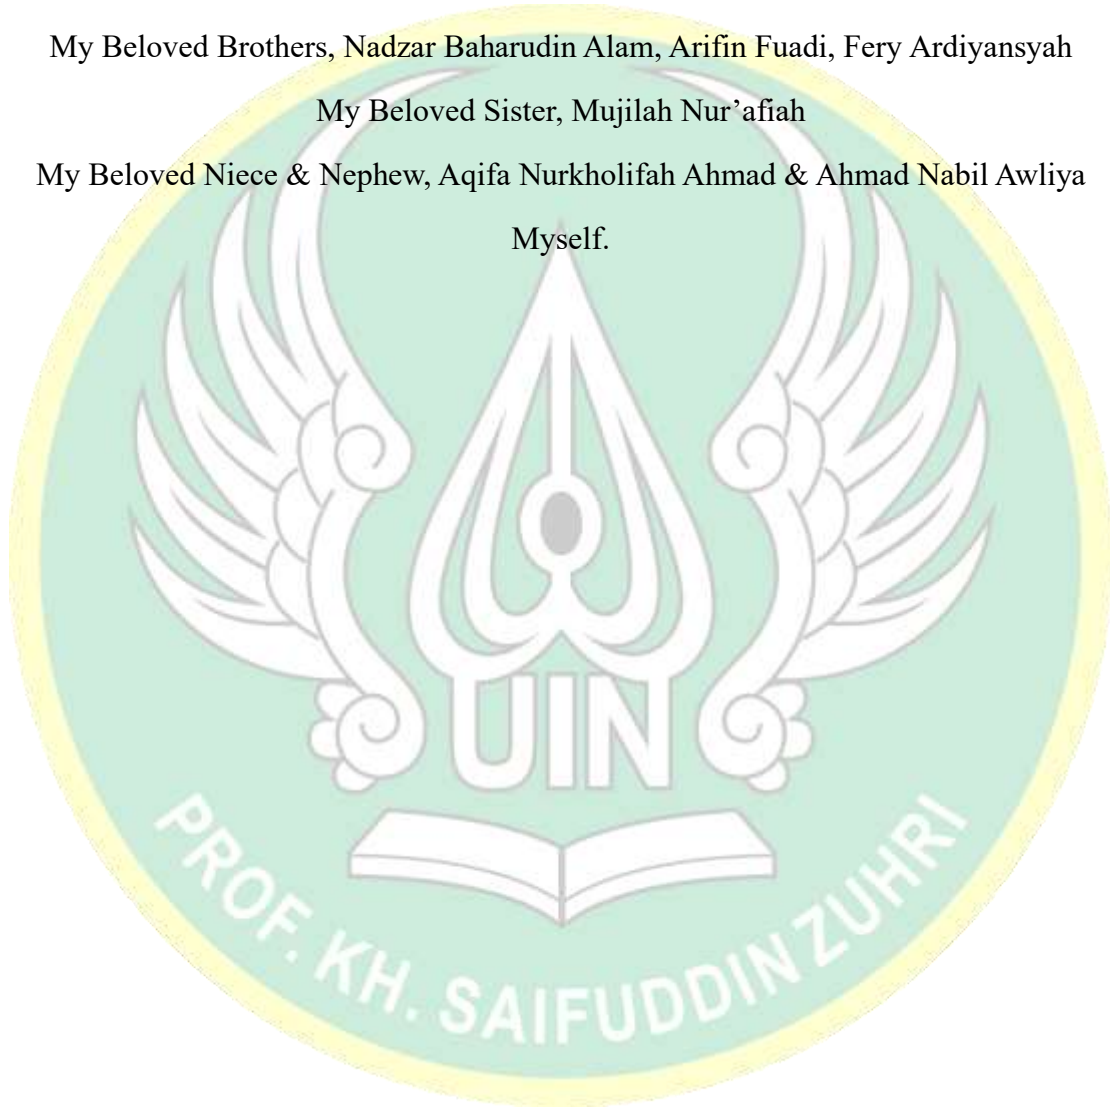 My Beloved Brothers, Nadzar Baharudin Alam, Arifin Fuadi, Fery Ardiyansyah
My Beloved Sister, Mujilah Nur’afiah
My Beloved Niece & Nephew, Aqifa Nurkholifah Ahmad & Ahmad Nabil Awliya
Myself.
UIN
PROF. KH. SAIFUDDIN ZUHRI